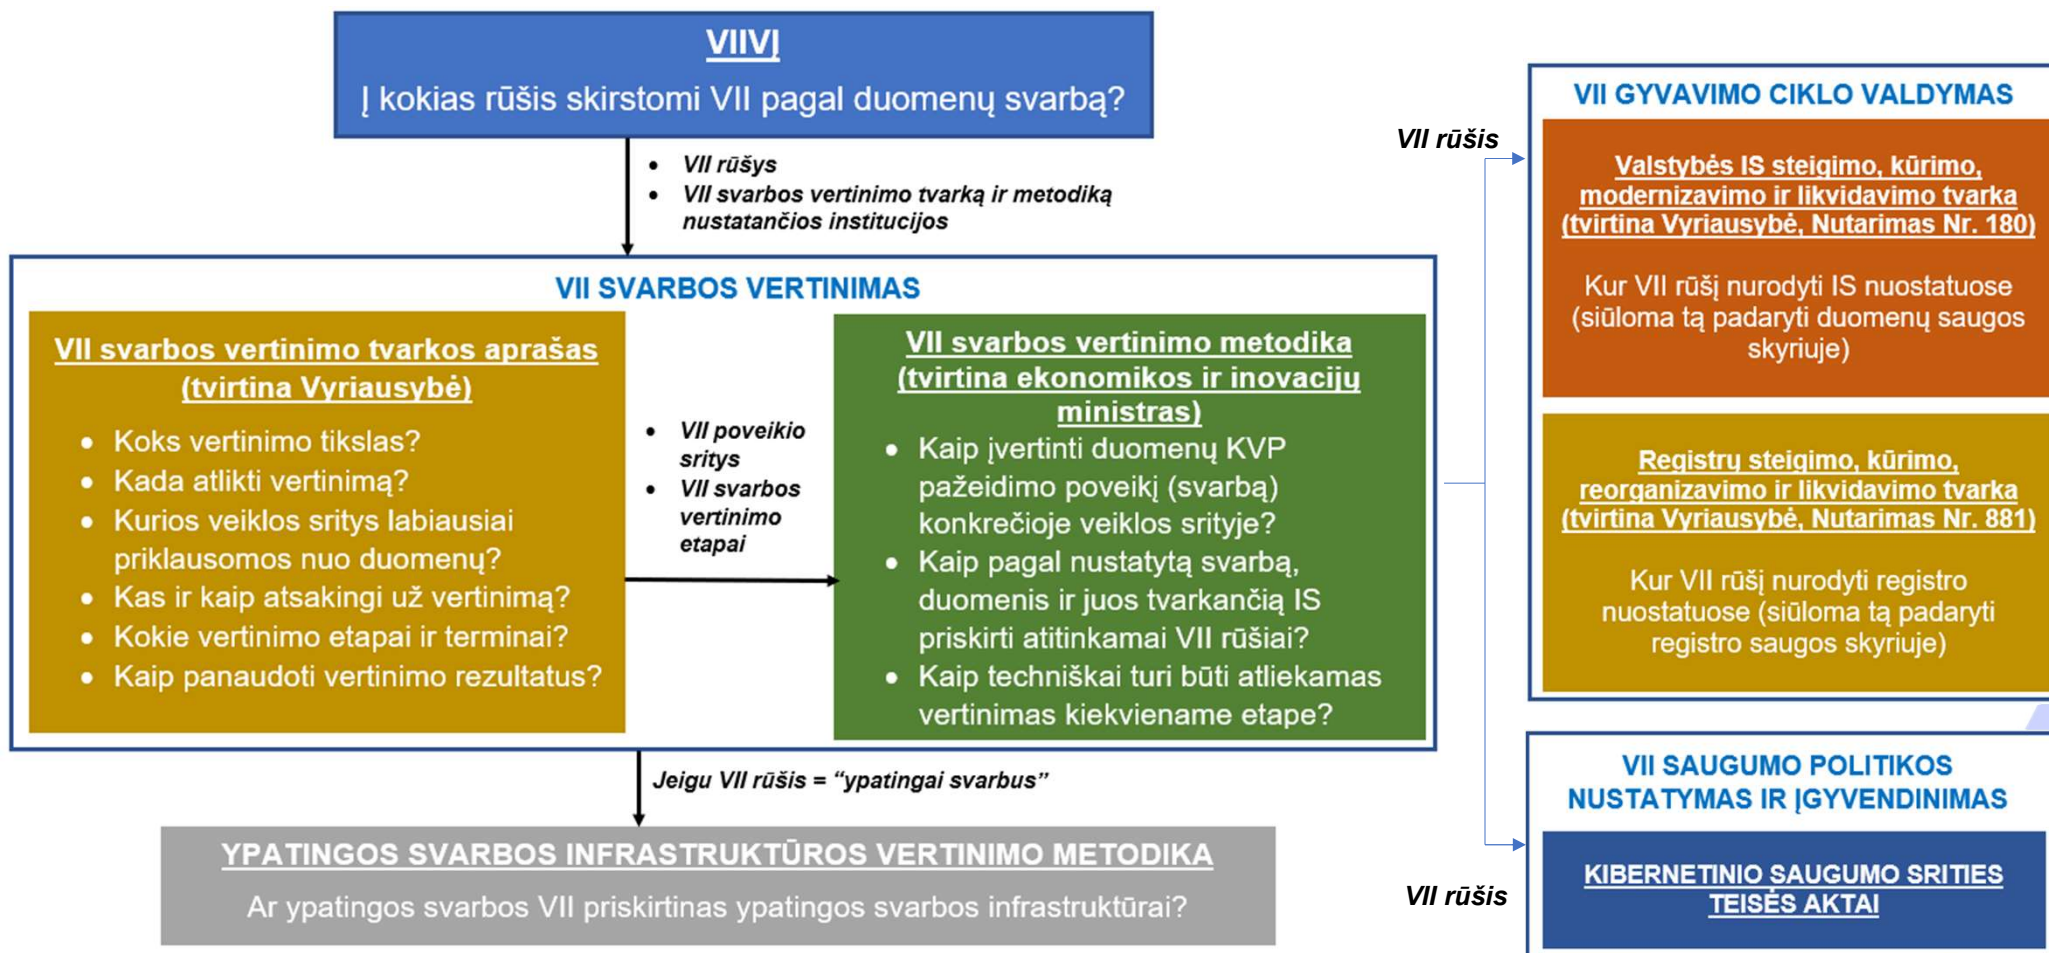 VIIVĮ
Į kokias rūšis skirstomi VII pagal duomenų svarbą?
• VII rūšys
• VII svarbos vertinimo tvarką ir metodiką
nustatančios institucijos
VII SVARBOS VERTINIMAS
VII svarbos vertinimo tvarkos aprašas
(tvirtina Vyriausybė)
• Koks vertinimo tikslas?
• Kada atlikti vertinimą?
• Kurios veiklos sritys labiausiai
priklausomos nuo duomenų?
• Kas ir kaip atsakingi už vertinimą?
• Kokie vertinimo etapai ir terminai?
• Kaip panaudoti vertinimo rezultatus?
• VII poveikio
sritys
• VII svarbos
vertinimo
etapai
VII svarbos vertinimo metodika
(tvirtina ekonomikos ir inovacijų
ministras)
• Kaip įvertinti duomenų KVP
pažeidimo poveikį (svarbą)
konkrečioje veiklos srityje?
• Kaip pagal nustatytą svarbą,
duomenis ir juos tvarkančią IS
priskirti atitinkamai VII rūšiai?
• Kaip techniškai turi būti atliekamas
vertinimas kiekviename etape?
Jeigu VII rūšis = “ypatingai svarbus”
YPATINGOS SVARBOS INFRASTRUKTŪROS VERTINIMO METODIKA
Ar ypatingos svarbos VII priskirtinas ypatingos svarbos infrastruktūrai?
VII rūšis
VII GYVAVIMO CIKLO VALDYMAS
Valstybės IS steigimo, kūrimo,
modernizavimo ir likvidavimo tvarka
(tvirtina Vyriausybė, Nutarimas Nr. 180)
Kur VII rūšį nurodyti IS nuostatuose
(siūloma tą padaryti duomenų saugos
skyriuje)
Registrų steigimo, kūrimo,
reorganizavimo ir likvidavimo tvarka
(tvirtina Vyriausybė, Nutarimas Nr. 881)
Kur VII rūšį nurodyti registro
nuostatuose (siūloma tą padaryti
registro saugos skyriuje)
VII rūšis
VII SAUGUMO POLITIKOS
NUSTATYMAS IR ĮGYVENDINIMAS
KIBERNETINIO SAUGUMO SRITIES
TEISĖS AKTAI